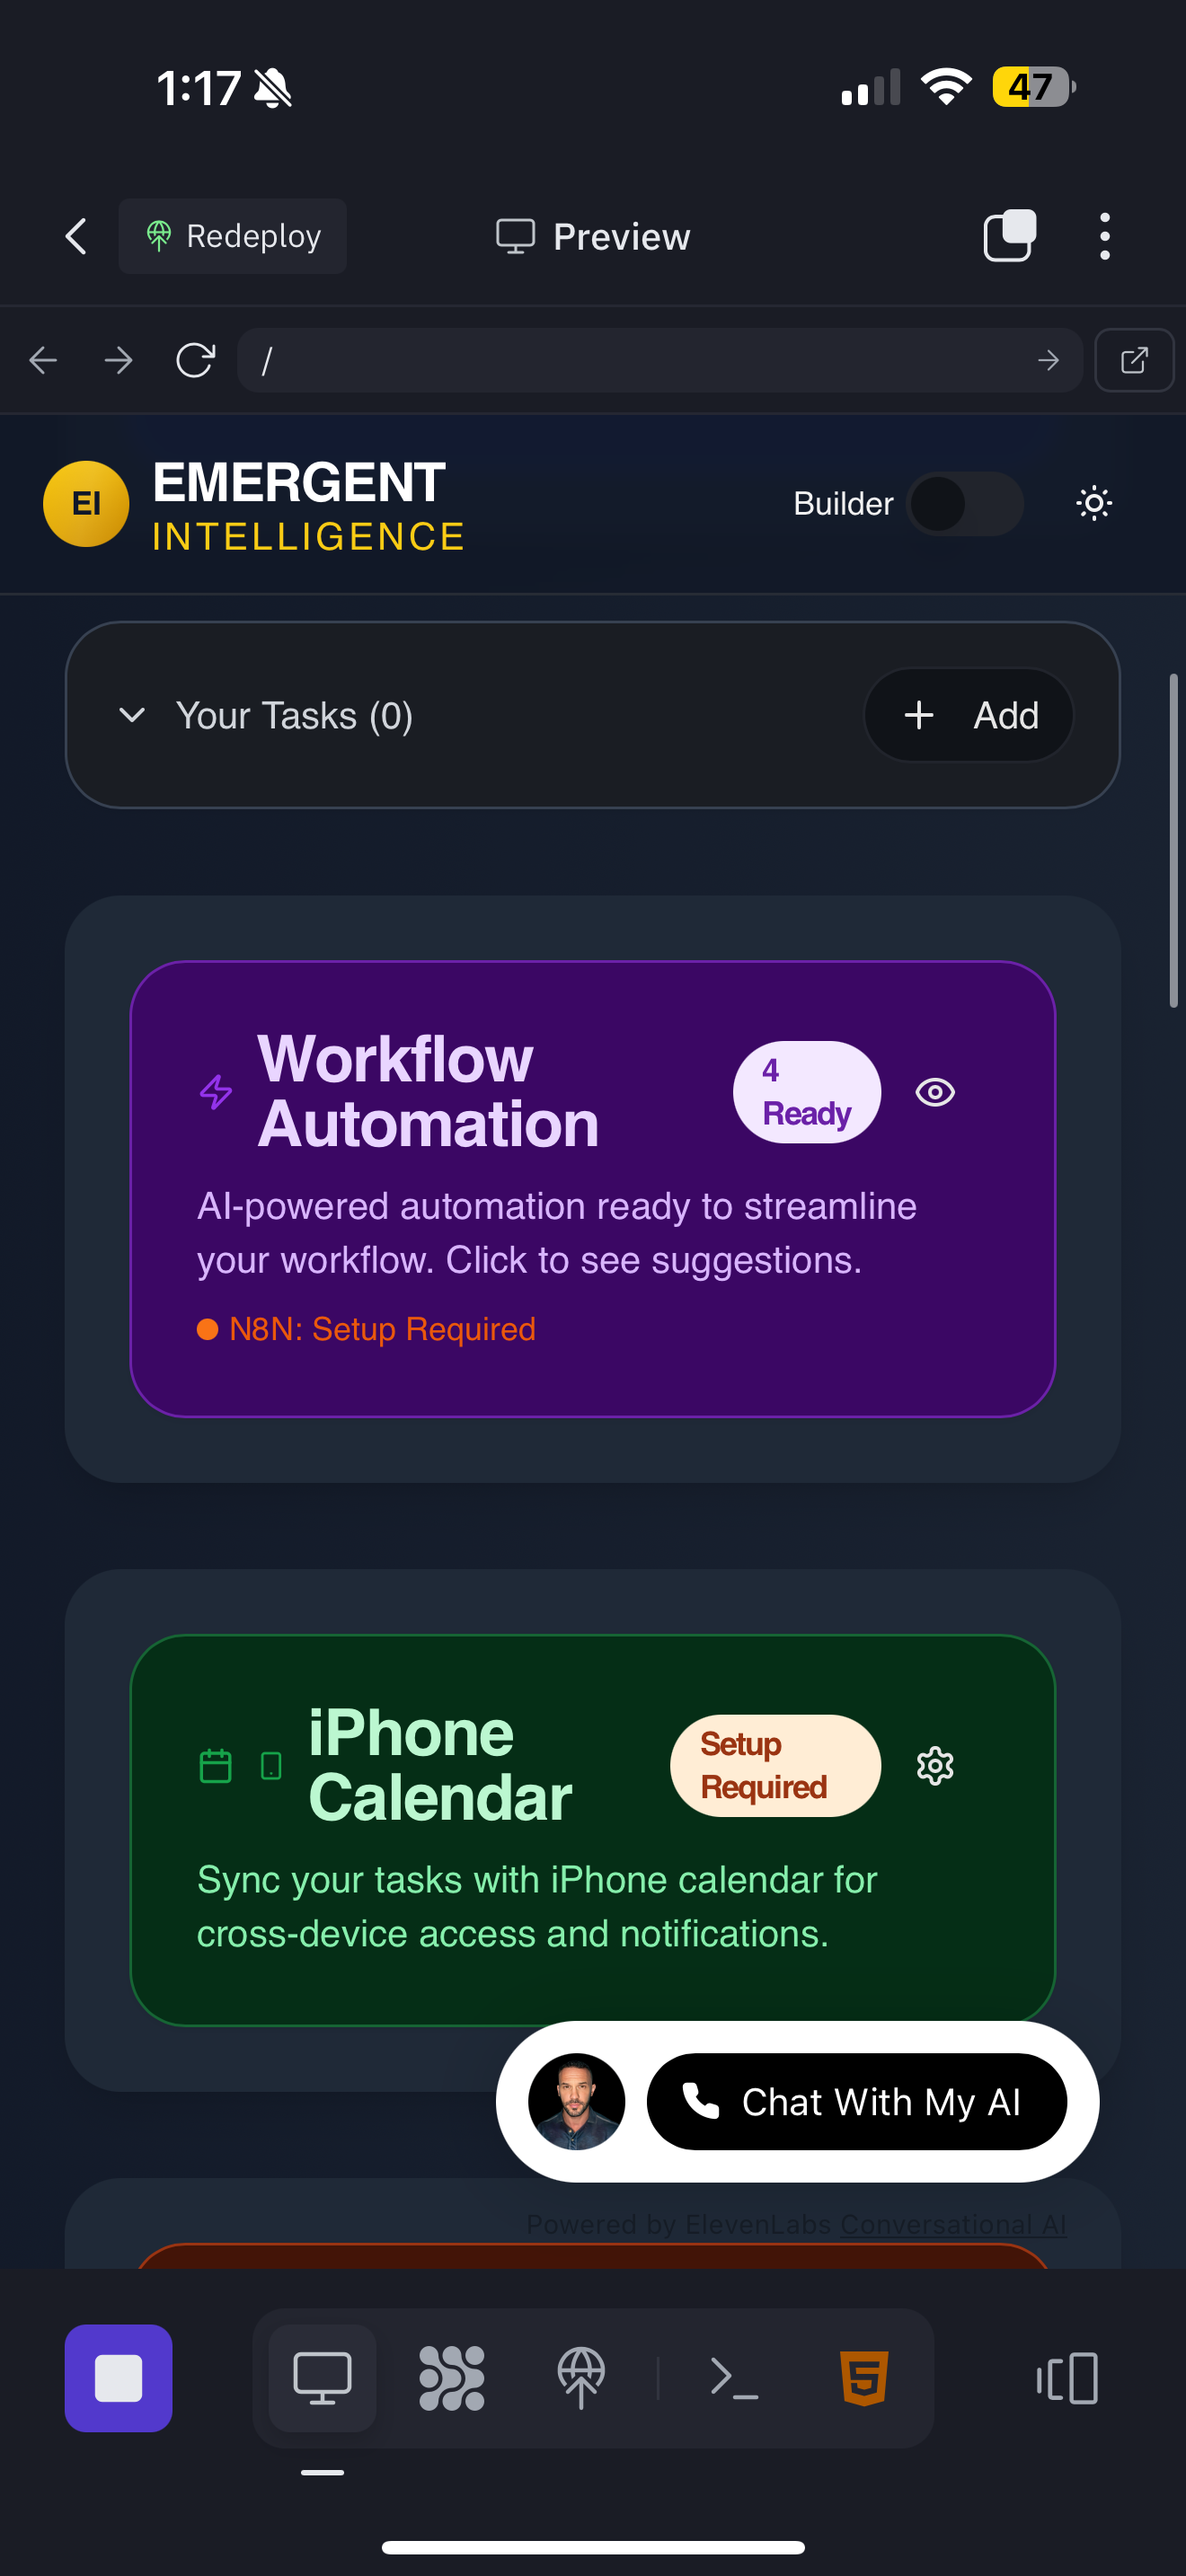 1:17
47
Redeploy
Preview
/
EI
EMERGENT
INTELLIGENCE
Builder
Your Tasks (0)
Add
Workflow
Automation
4
Ready
AI-powered automation ready to streamline
your workflow. Click to see suggestions.
N8N: Setup Required
iPhone
Calendar
Setup
Required
Sync your tasks with iPhone calendar for
cross-device access and notifications.
Chat With My AI
Powered by ElevenLabs Conversational AI
5